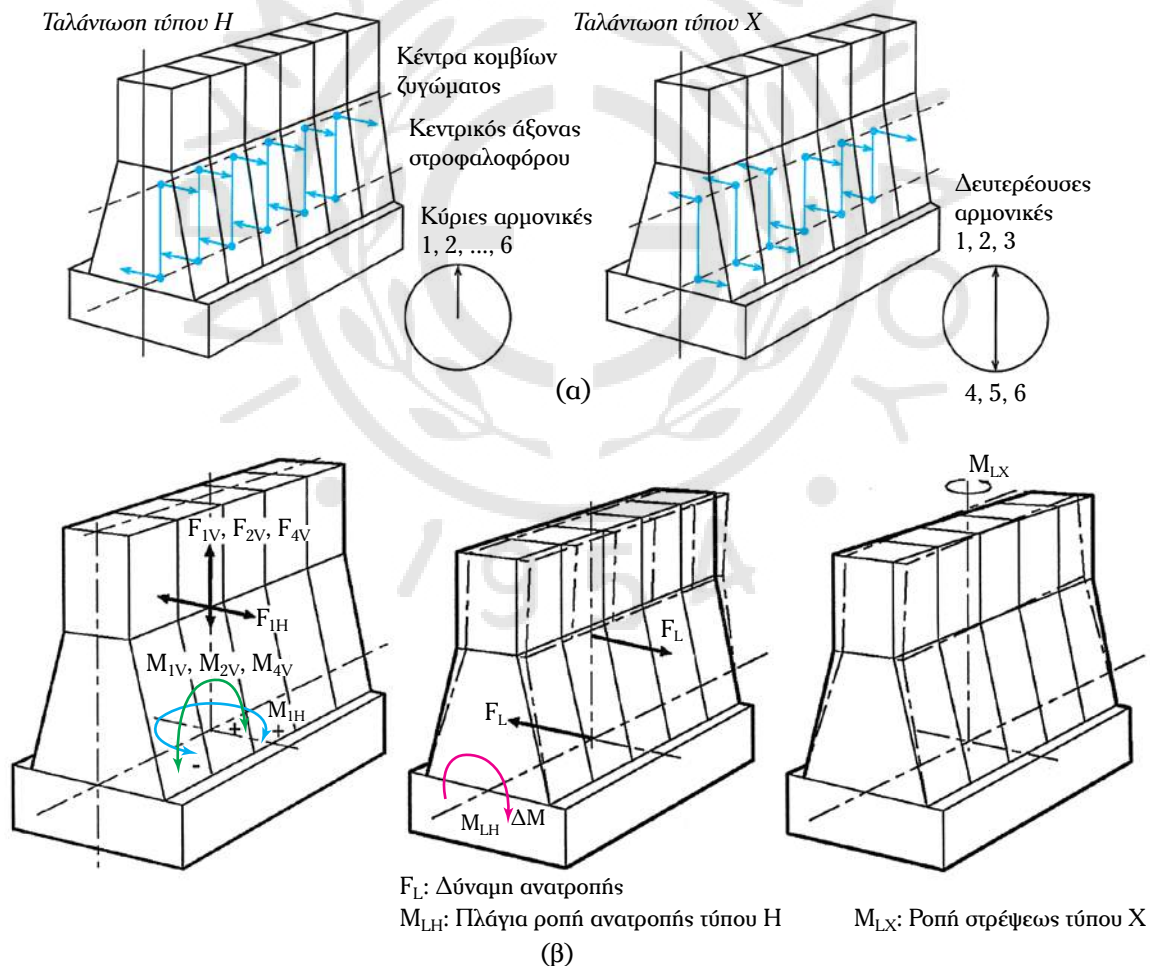 Ταλάντωση τύπου Η
Ταλάντωση τύπου Χ
Κέντρα κομβίων
ζυγώματος
Κεντρικός άξονας
στροφαλοφόρου
Κύριες αρμονικές
1, 2, ..., 6
Δευτερέουσες
αρμονικές
1, 2, 3
4, 5, 6
(α)
F1V, F2V, F4V
F1H
M1V, M2V, M4V
M1H
+ +
-
FL
FL
MLH ΔM
MLX
FL: Δύναμη ανατροπής
MLH: Πλάγια ροπή ανατροπής τύπου Η
MLX: Ροπή στρέψεως τύπου Χ
(β)
1954